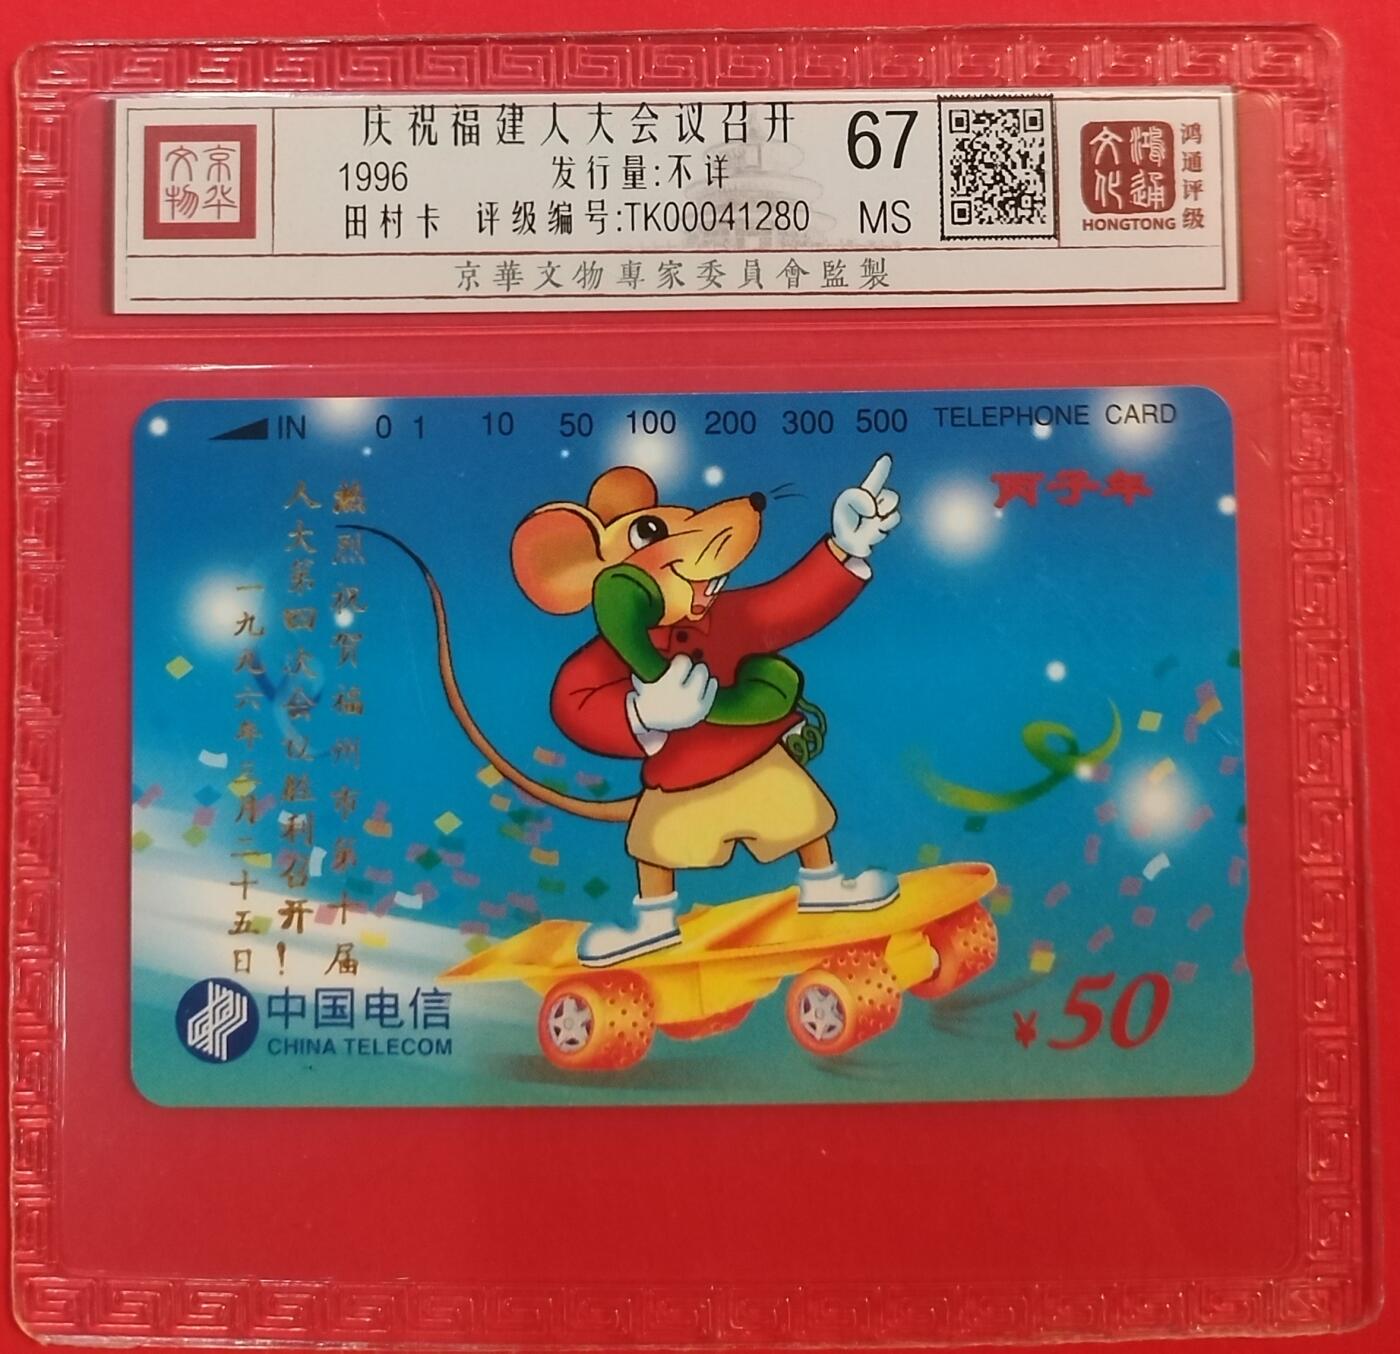 庆祝福建人大会议召开
1996 发行量:不详
田村卡 评级编号:TK00041280
67
MS
京华文物
鸿通文化
HONGTONG
鸿通评级
京華文物專家委員會監製
IN 0 1 10 50 100 200 300 500 TELEPHONE CARD
丙子年
热烈祝贺福州市第十届
人大第四次会议胜利召开!
一九九六年三月二十五日
中国电信
CHINA TELECOM
¥50